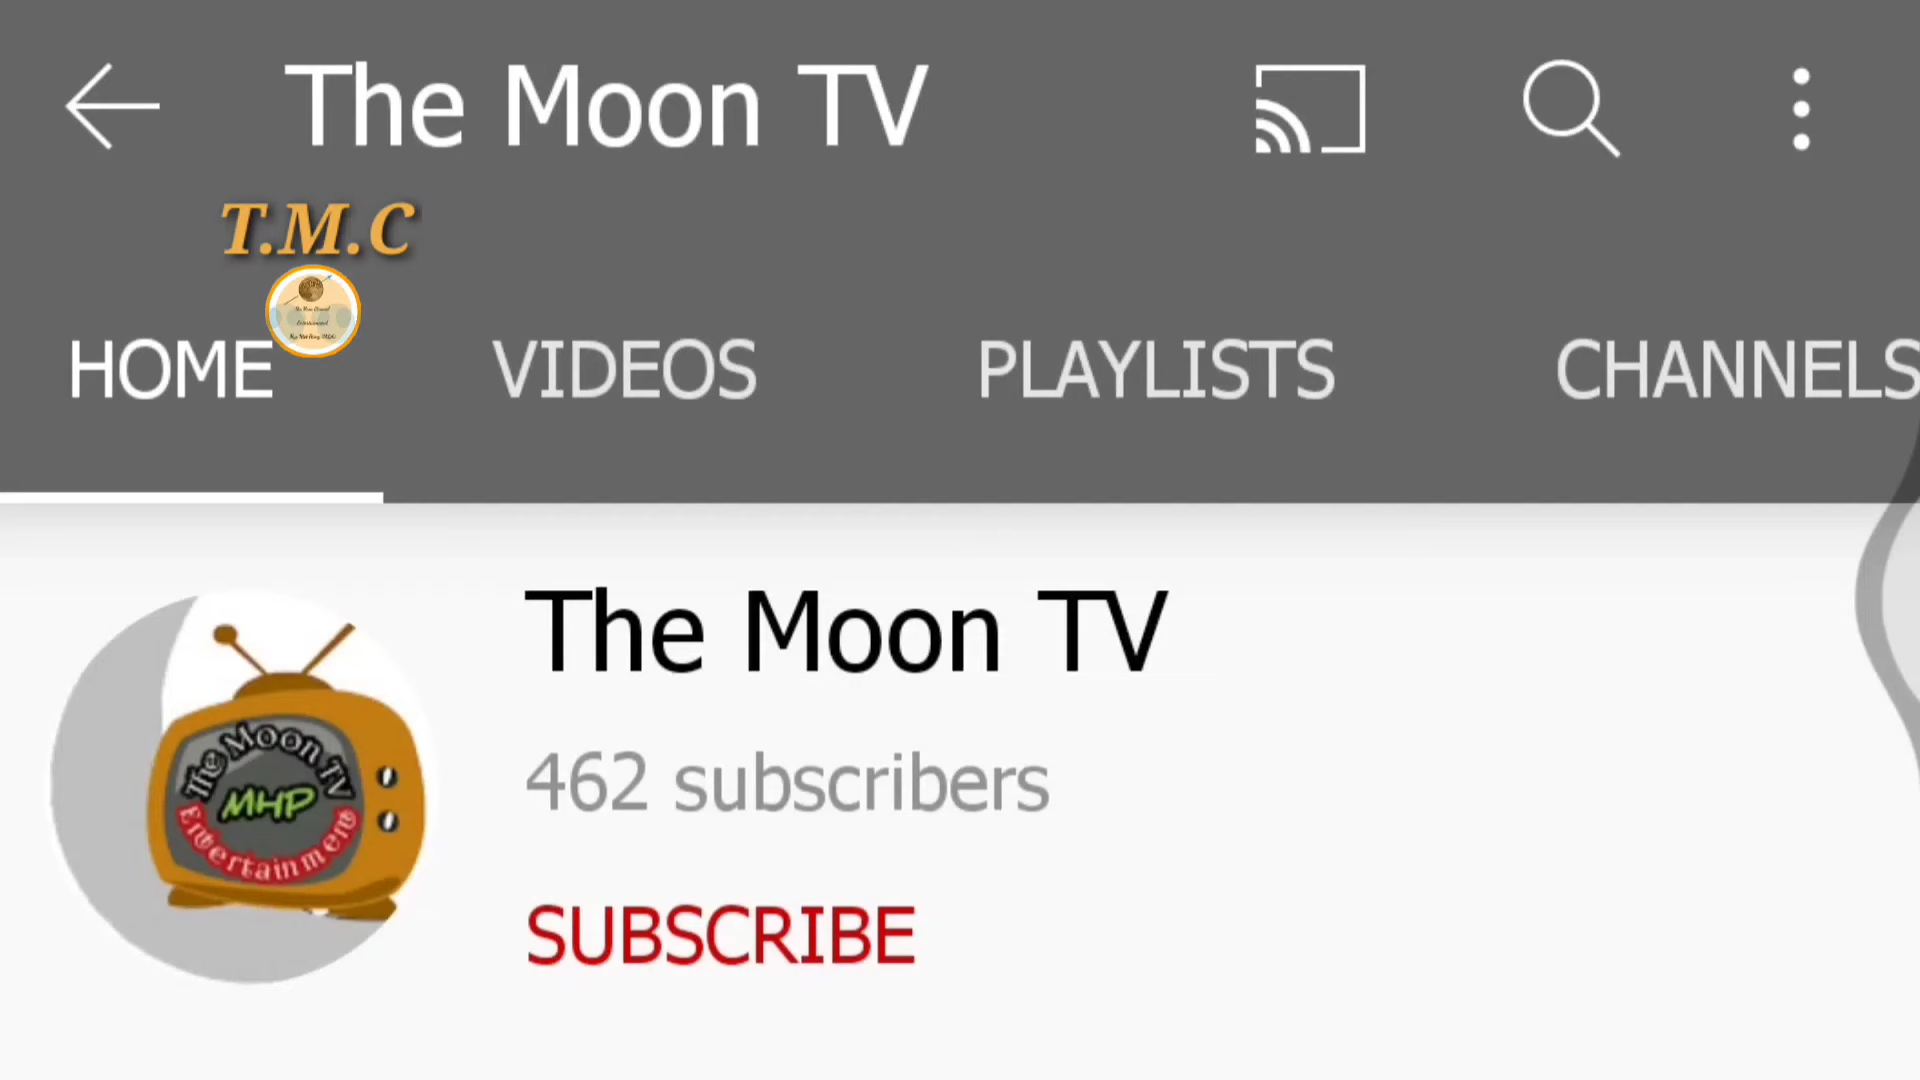 The Moon TV
T.M.C
HOME VIDEOS PLAYLISTS CHANNELS
The Moon TV
462 subscribers
SUBSCRIBE
The Moon TV
MHP
Entertainment